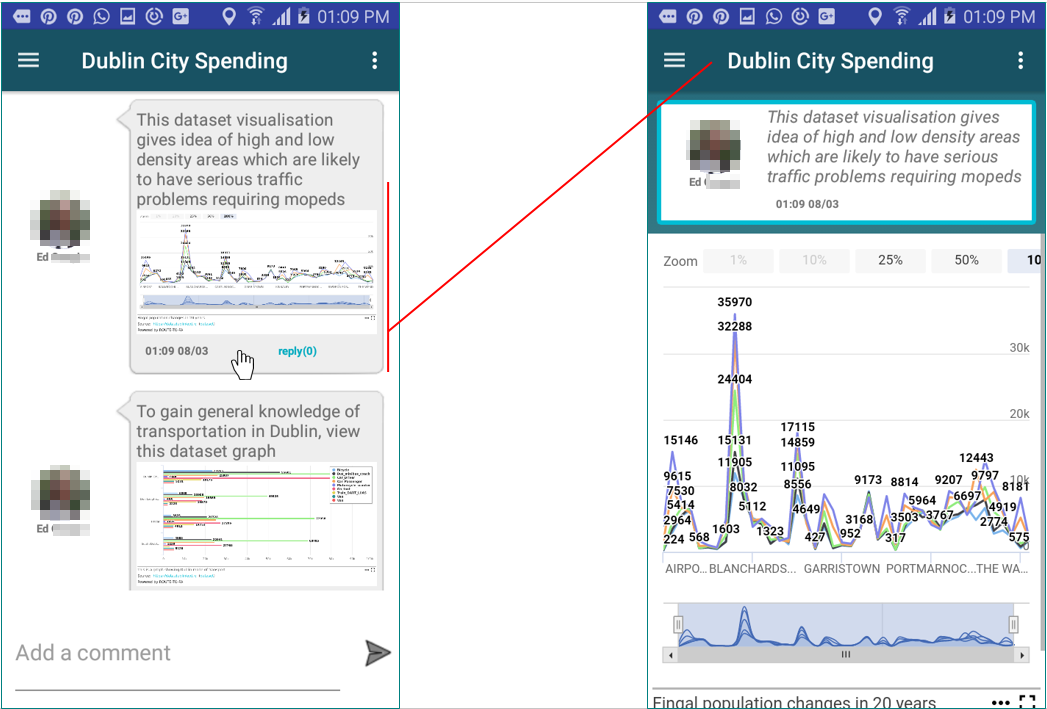 01:09 PM
Dublin City Spending
This dataset visualisation
gives idea of high and low
density areas which are likely
to have serious traffic
problems requiring mopeds
Ed
01:09 08/03
reply(0)
To gain general knowledge of
transportation in Dublin, view
this dataset graph
Ed
Add a comment
01:09 PM
Dublin City Spending
This dataset visualisation gives
idea of high and low density areas
which are likely to have serious
traffic problems requiring mopeds
Ed
01:09 08/03
Zoom 1% 10% 25% 50% 10
35970
32288
30k
24404
20k
17115
15146 15131 14859
12443
11905 11095
10k
9615 9173 8814 9207 9797
8032 8556 8181
7530
5414 5112 4649 5964 6697 4919
2964 3168 3503 3767 2774
224 568 1603 1323 427 952 317 575
0
AIRPO... BLANCHARDS... GARRISTOWN PORTMARNOC... THE WA...
Fingal population changes in 20 years